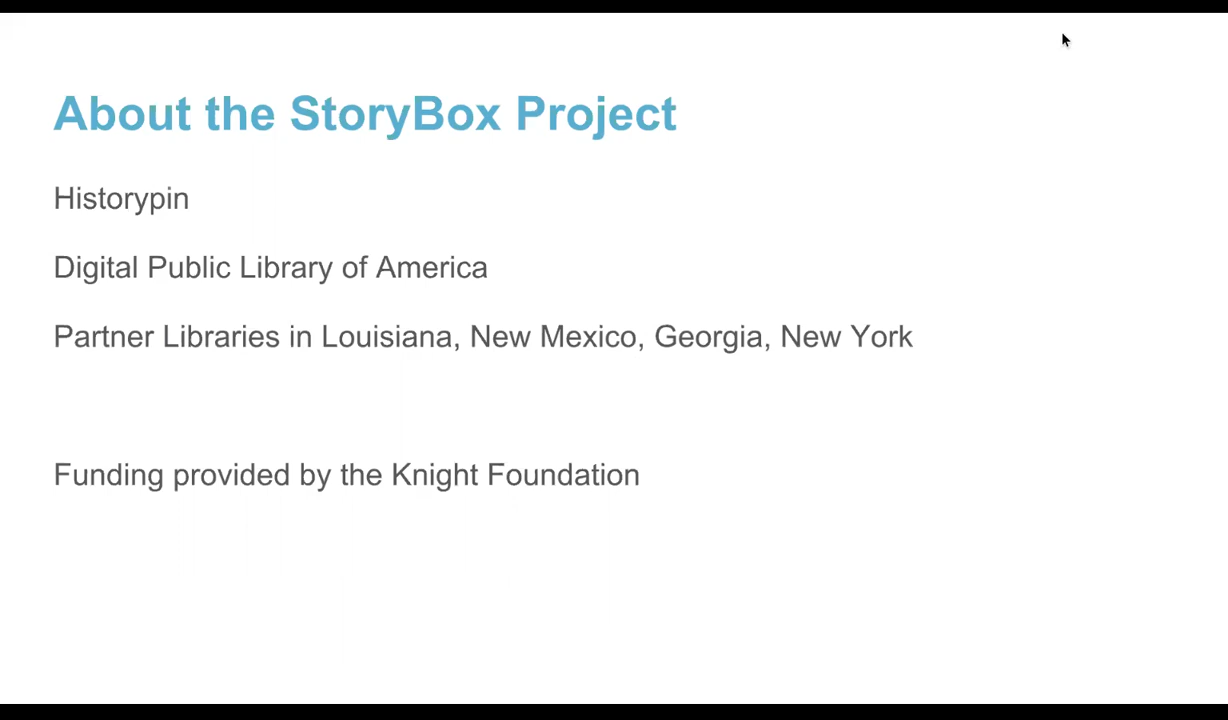 About the StoryBox Project
Historypin
Digital Public Library of America
Partner Libraries in Louisiana, New Mexico, Georgia, New York
Funding provided by the Knight Foundation